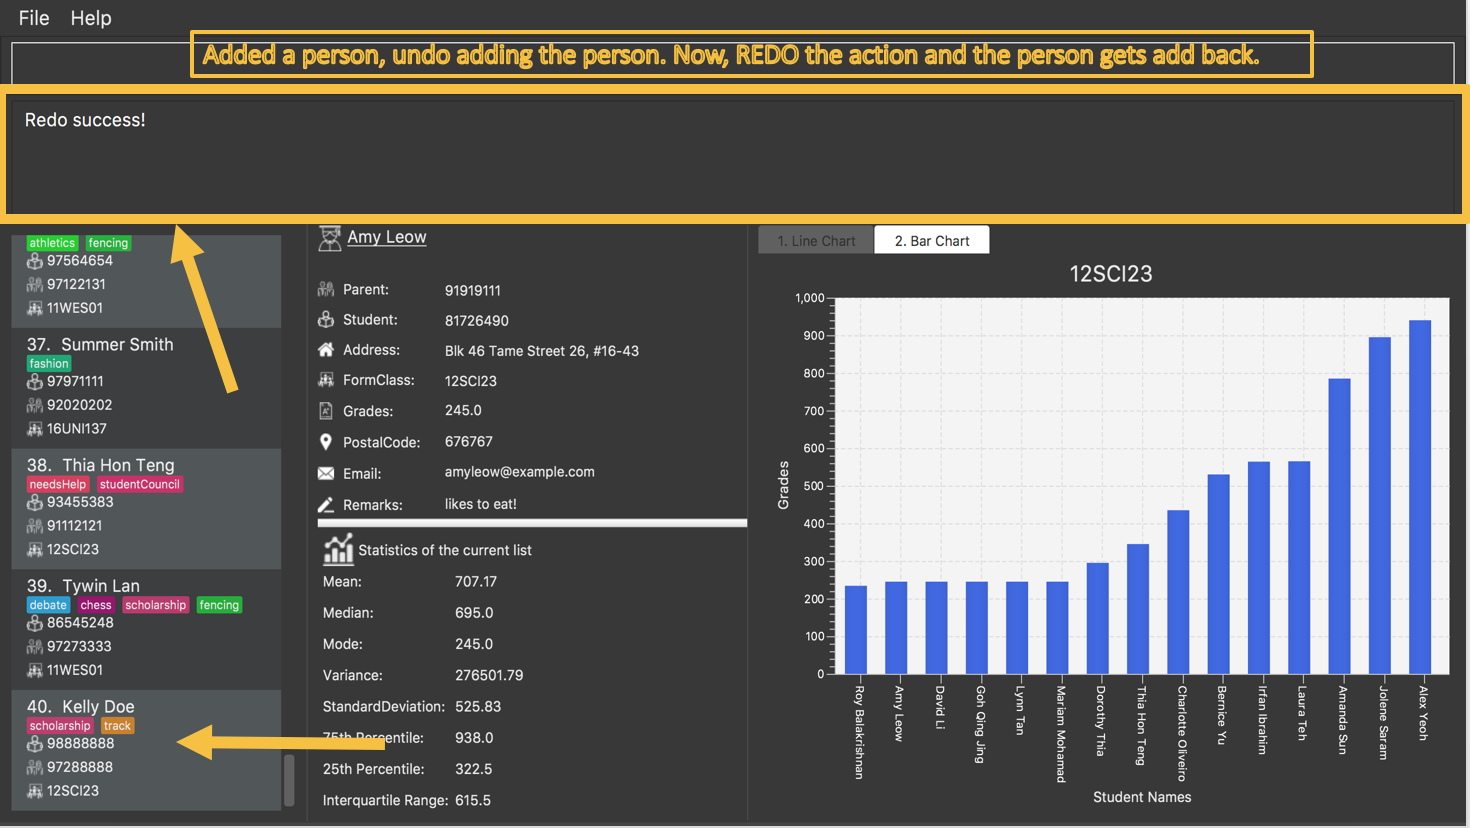 File Help
Added a person, undo adding the person. Now, REDO the action and the person gets add back.
Redo success!
athletics fencing
97564654
97122131
11WES01
37. Summer Smith
fashion
97971111
92020202
16UNI137
38. Thia Hon Teng
needsHelp studentCouncil
93455383
91112121
12SCI23
39. Tywin Lan
debate chess scholarship fencing
86545248
97273333
11WES01
40. Kelly Doe
scholarship track
98888888
97288888
12SCI23
Amy Leow
Parent: 91919111
Student: 81726490
Address: Blk 46 Tame Street 26, #16-43
FormClass: 12SCI23
Grades: 245.0
PostalCode: 676767
Email: amyleow@example.com
Remarks: likes to eat!
Statistics of the current list
Mean: 707.17
Median: 695.0
Mode: 245.0
Variance: 276501.79
StandardDeviation: 525.83
75th Percentile: 938.0
25th Percentile: 322.5
Interquartile Range: 615.5
1. Line Chart 2. Bar Chart
12SCI23
Grades
1,000
900
800
700
600
500
400
300
200
100
0
Roy Balakrishnan
Amy Leow
David Li
Goh Qing Jing
Lynn Tan
Mariam Mohamad
Dorothy Thia
Thia Hon Teng
Charlotte Oliveiro
Bernice Yu
Irfan Ibrahim
Laura Teh
Amanda Sun
Jolene Saram
Alex Yeoh
Student Names